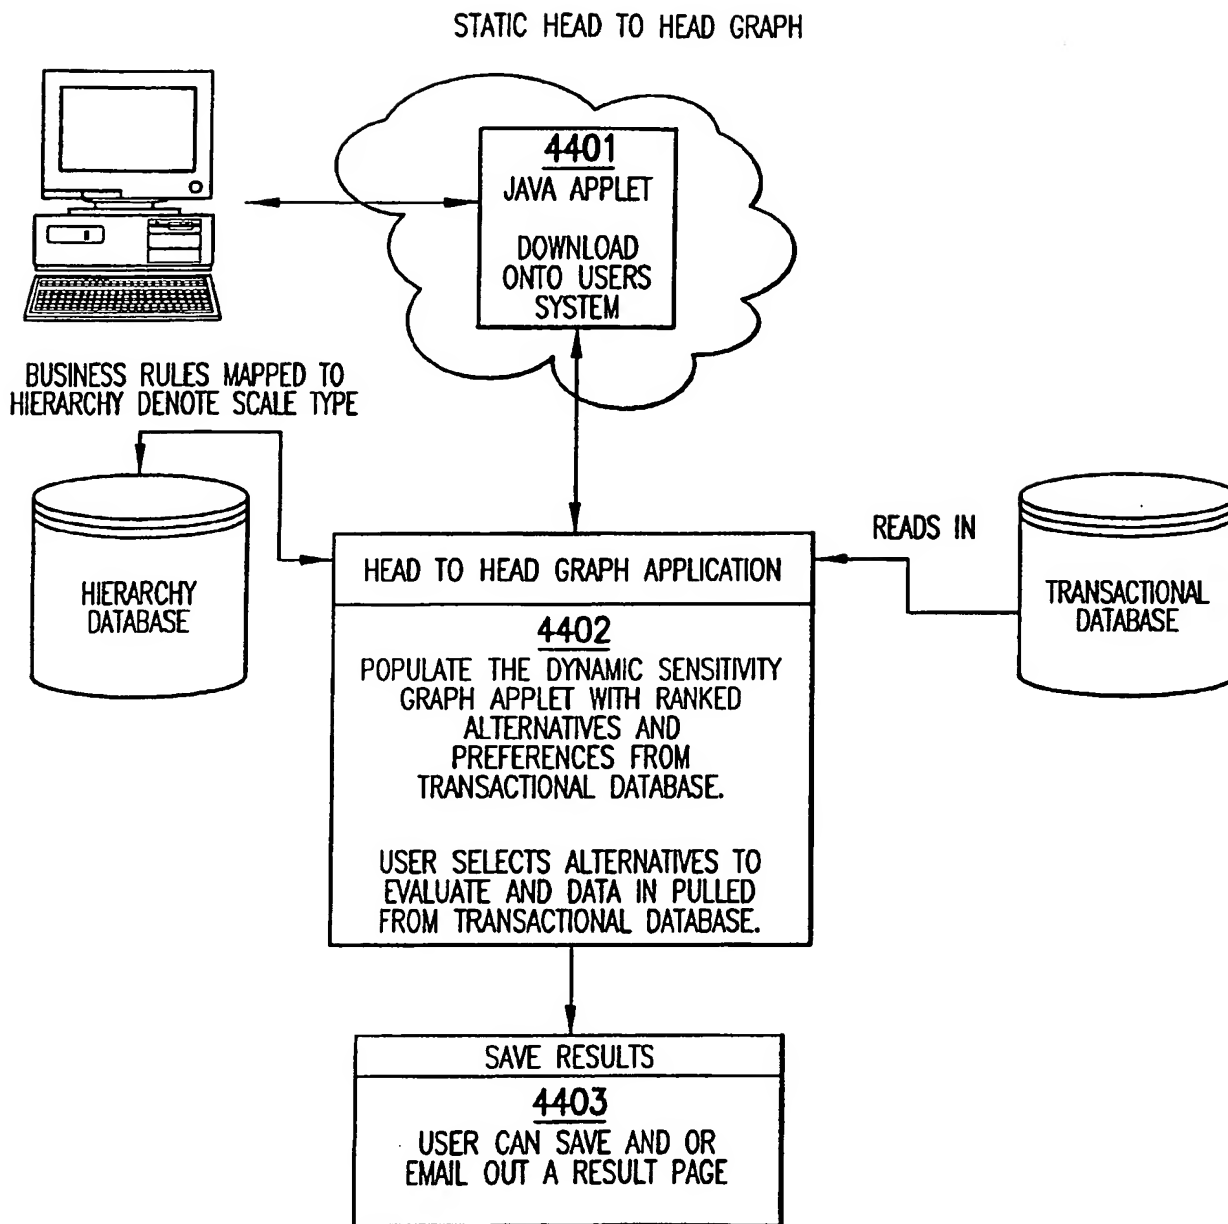 STATIC HEAD TO HEAD GRAPH
4401
JAVA APPLET
DOWNLOAD
ONTO USERS
SYSTEM
BUSINESS RULES MAPPED TO
HIERARCHY DENOTE SCALE TYPE
HIERARCHY
DATABASE
READS IN
TRANSACTIONAL
DATABASE
HEAD TO HEAD GRAPH APPLICATION
4402
POPULATE THE DYNAMIC SENSITIVITY
GRAPH APPLET WITH RANKED
ALTERNATIVES AND
PREFERENCES FROM
TRANSACTIONAL DATABASE.
USER SELECTS ALTERNATIVES TO
EVALUATE AND DATA IN PULLED
FROM TRANSACTIONAL DATABASE.
SAVE RESULTS
4403
USER CAN SAVE AND OR
EMAIL OUT A RESULT PAGE